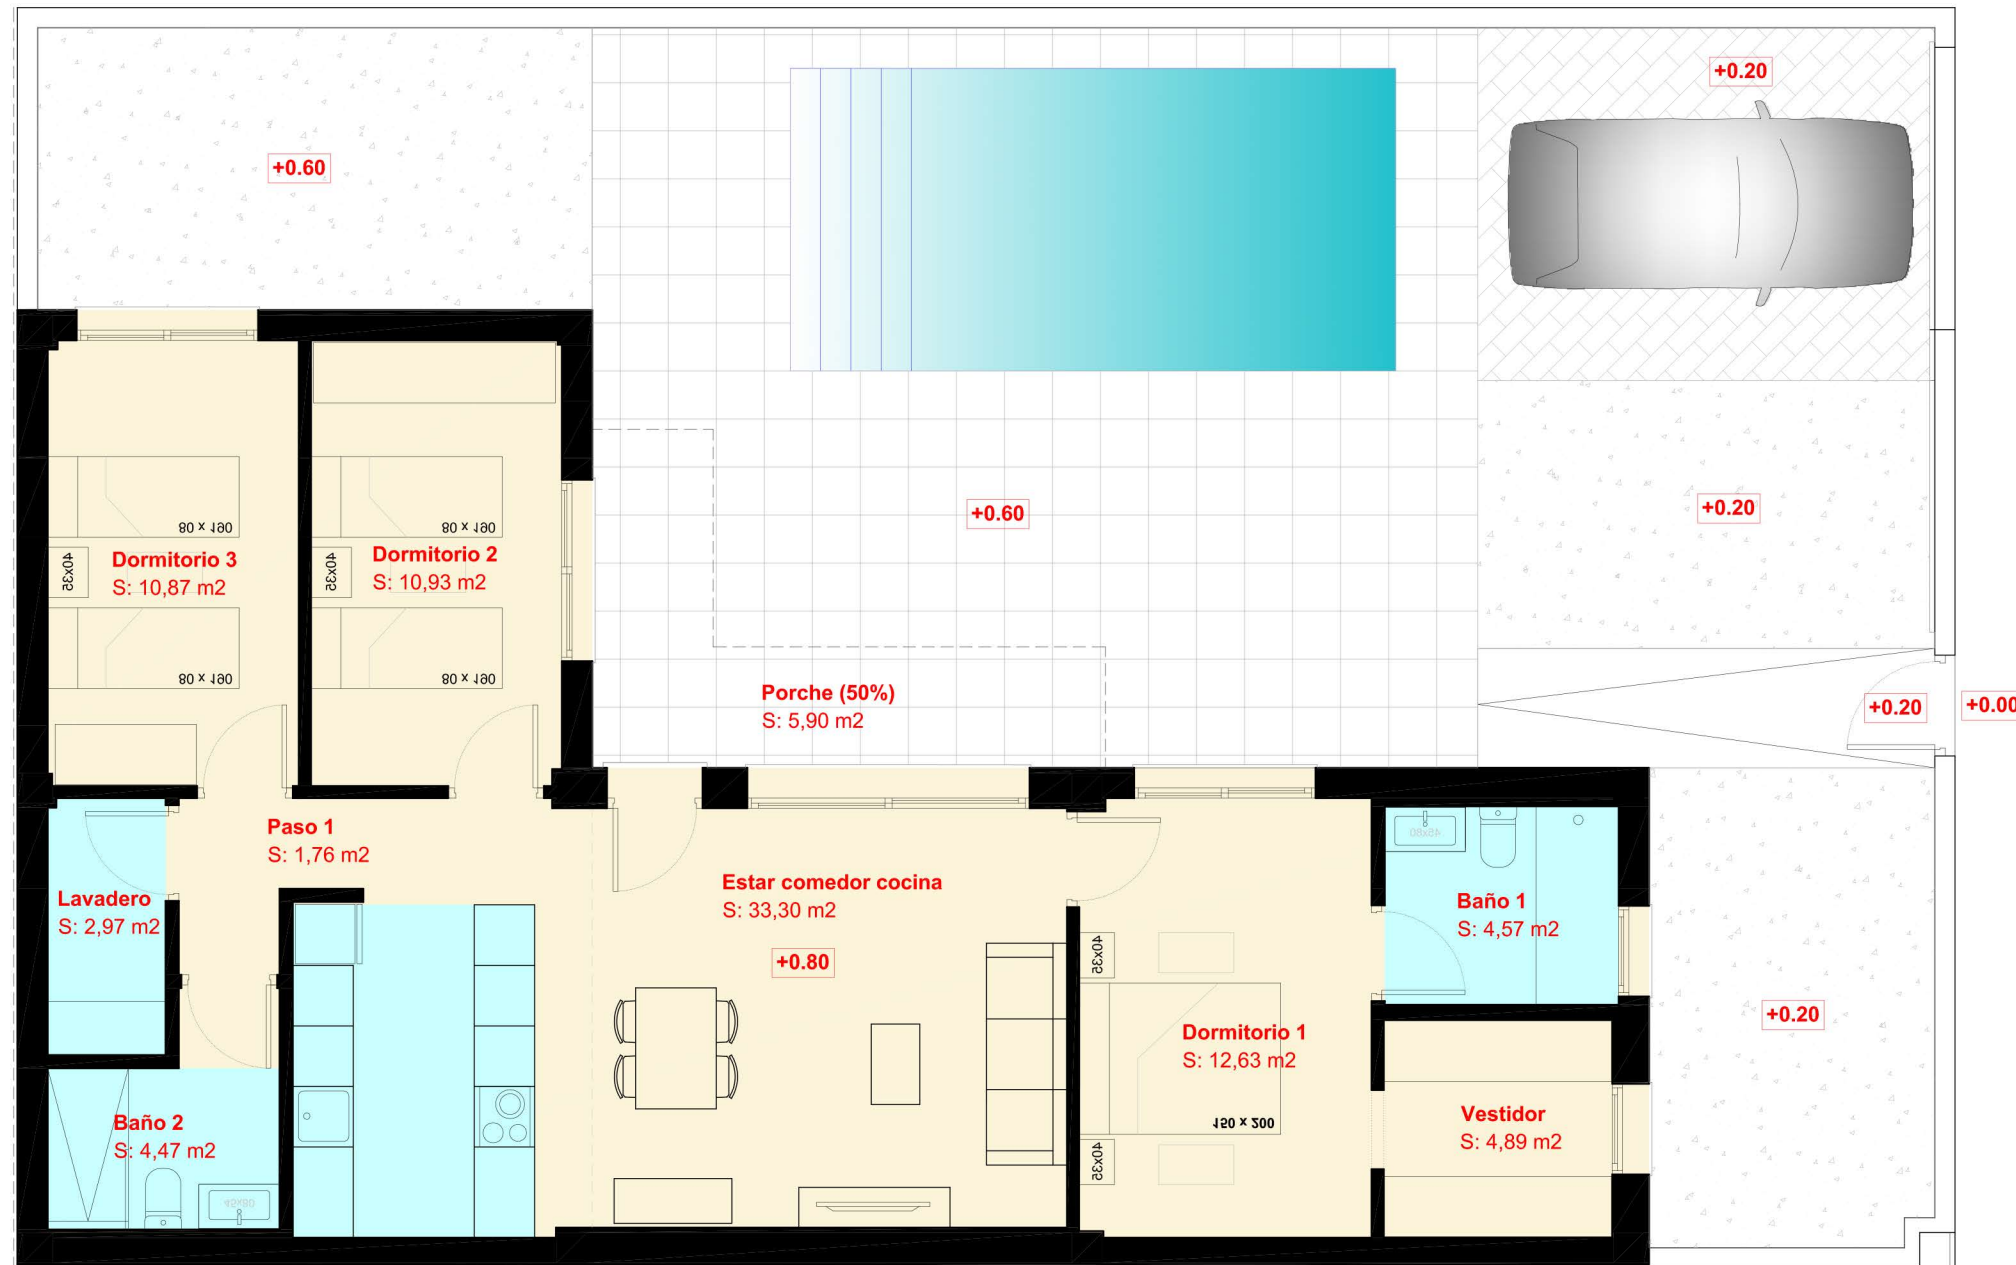 +0.20
+0.60
+0.20
+0.60
80 x 190
80 x 190
Dormitorio 3
S: 10,87 m2
Dormitorio 2
S: 10,93 m2
40x35
40x35
80 x 190
80 x 190
Porche (50%)
S: 5,90 m2
+0.20
+0.00
Paso 1
S: 1,76 m2
45x80
Lavadero
S: 2,97 m2
Estar comedor cocina
S: 33,30 m2
+0.80
Baño 1
S: 4,57 m2
40x35
Dormitorio 1
S: 12,63 m2
+0.20
Baño 2
S: 4,47 m2
150 x 200
Vestidor
S: 4,89 m2
40x35
45x80